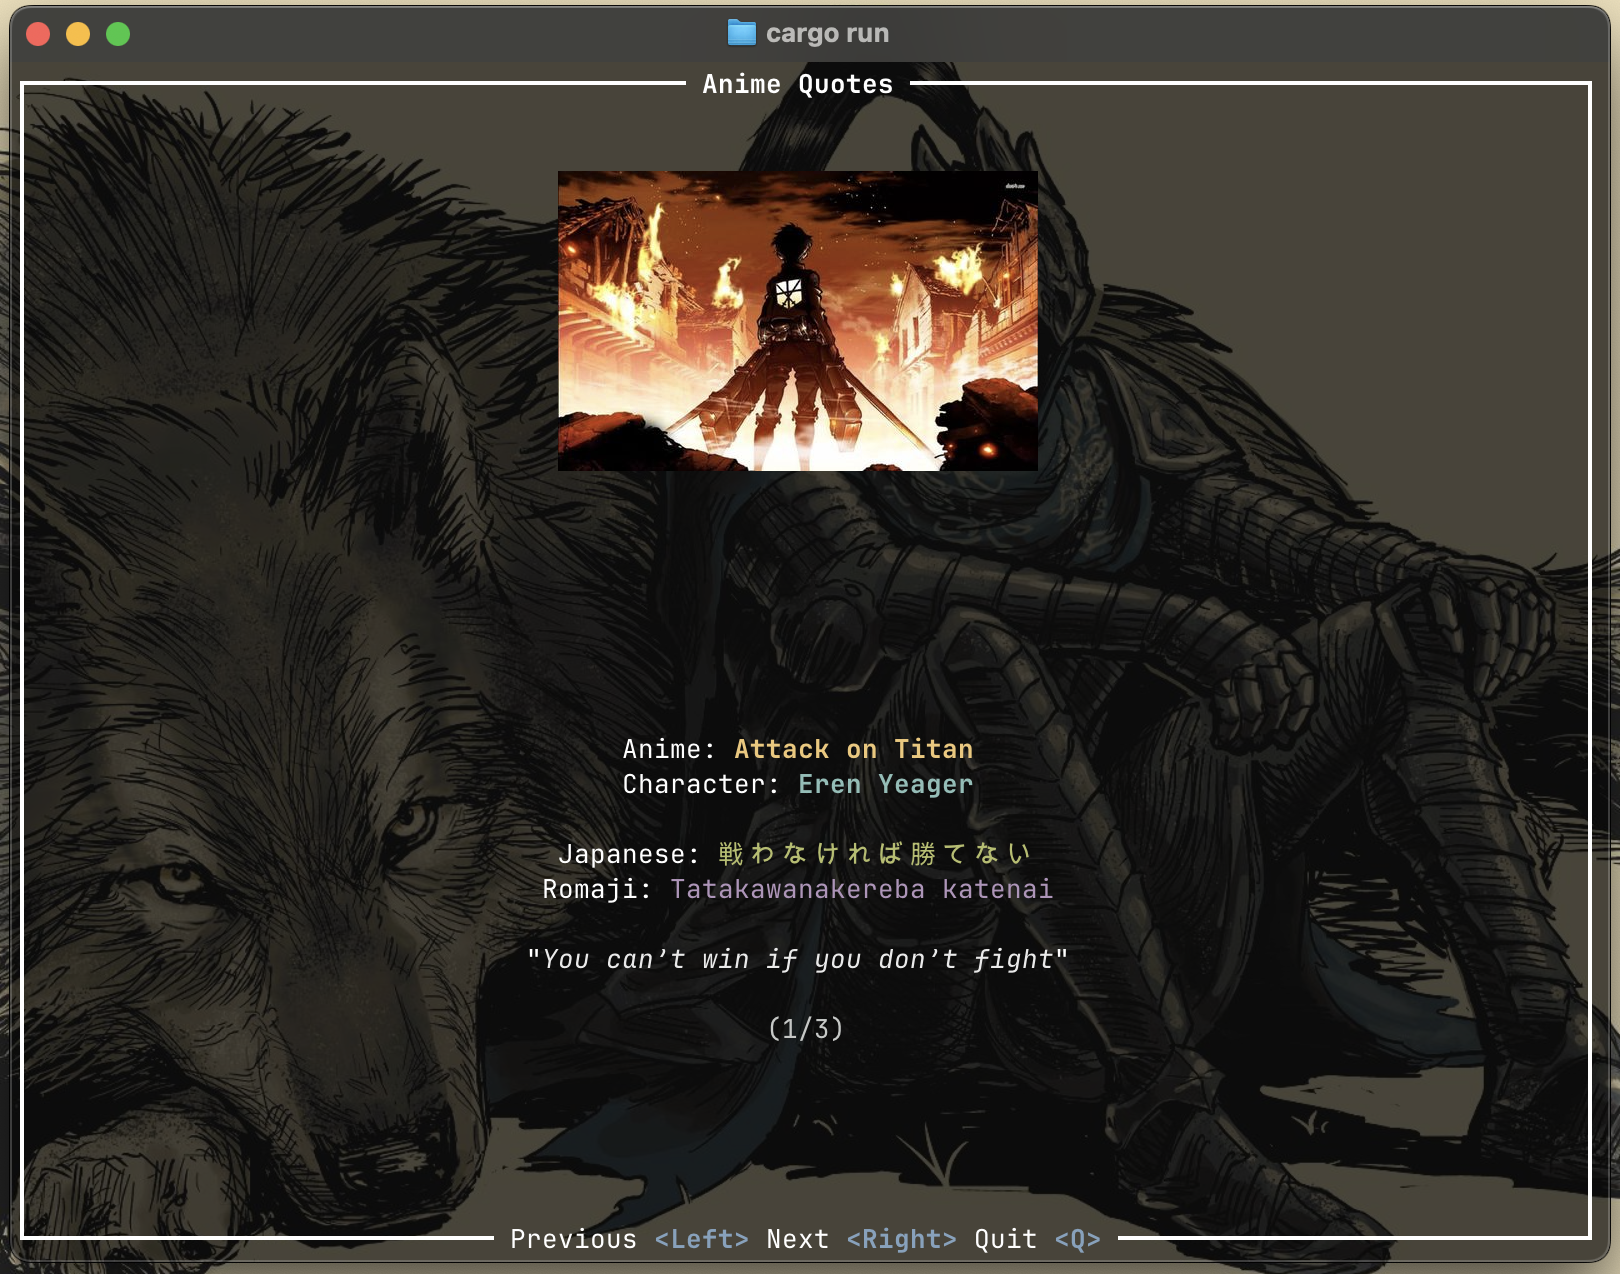 cargo run
Anime Quotes
Anime: Attack on Titan
Character: Eren Yeager
Japanese: 戦わなければ勝てない
Romaji: Tatakawanakereba katenai
"You can’t win if you don’t fight"
(1/3)
Previous <Left> Next <Right> Quit <Q>